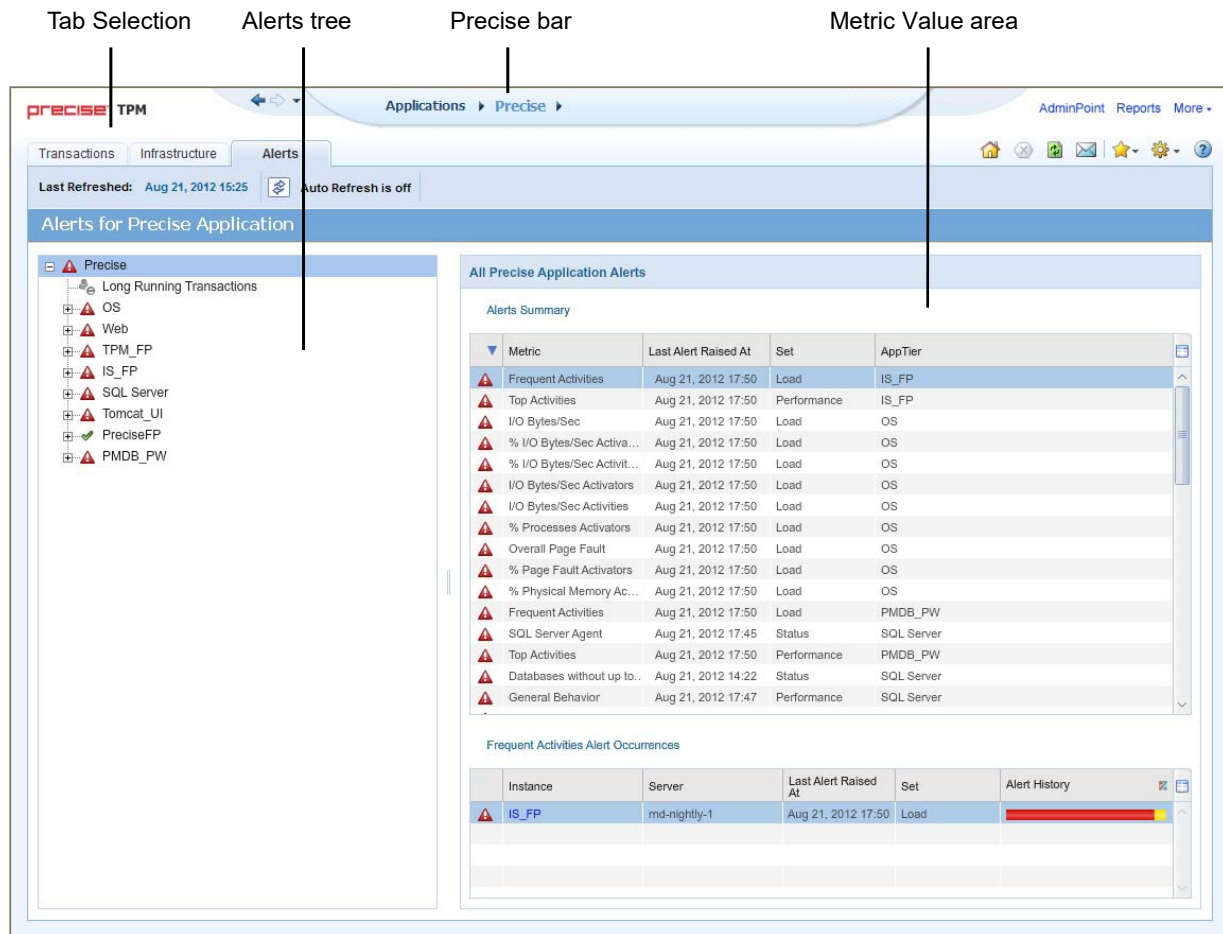 Tab Selection Alerts tree Precise bar Metric Value area
precise TPM
Applications Precise
AdminPoint Reports More
Transactions Infrastructure Alerts
Last Refreshed: Aug 21, 2012 15:25 Auto Refresh is off
Alerts for Precise Application
Precise
Long Running Transactions
OS
Web
TPM_FP
IS_FP
SQL Server
Tomcat_UI
PreciseFP
PMDB_PW
All Precise Application Alerts
Alerts Summary
Metric Last Alert Raised At Set AppTier
Frequent Activities Aug 21, 2012 17:50 Load IS_FP
Top Activities Aug 21, 2012 17:50 Performance IS_FP
I/O Bytes/Sec Aug 21, 2012 17:50 Load OS
% I/O Bytes/Sec Activa... Aug 21, 2012 17:50 Load OS
% I/O Bytes/Sec Activit... Aug 21, 2012 17:50 Load OS
I/O Bytes/Sec Activators Aug 21, 2012 17:50 Load OS
I/O Bytes/Sec Activities Aug 21, 2012 17:50 Load OS
% Processes Activators Aug 21, 2012 17:50 Load OS
Overall Page Fault Aug 21, 2012 17:50 Load OS
% Page Fault Activators Aug 21, 2012 17:50 Load OS
% Physical Memory Ac... Aug 21, 2012 17:50 Load OS
Frequent Activities Aug 21, 2012 17:50 Load PMDB_PW
SQL Server Agent Aug 21, 2012 17:45 Status SQL Server
Top Activities Aug 21, 2012 17:50 Performance PMDB_PW
Databases without up to.. Aug 21, 2012 14:22 Status SQL Server
General Behavior Aug 21, 2012 17:47 Performance SQL Server
Frequent Activities Alert Occurrences
Instance Server Last Alert Raised At Set Alert History
IS_FP md-nightly-1 Aug 21, 2012 17:50 Load